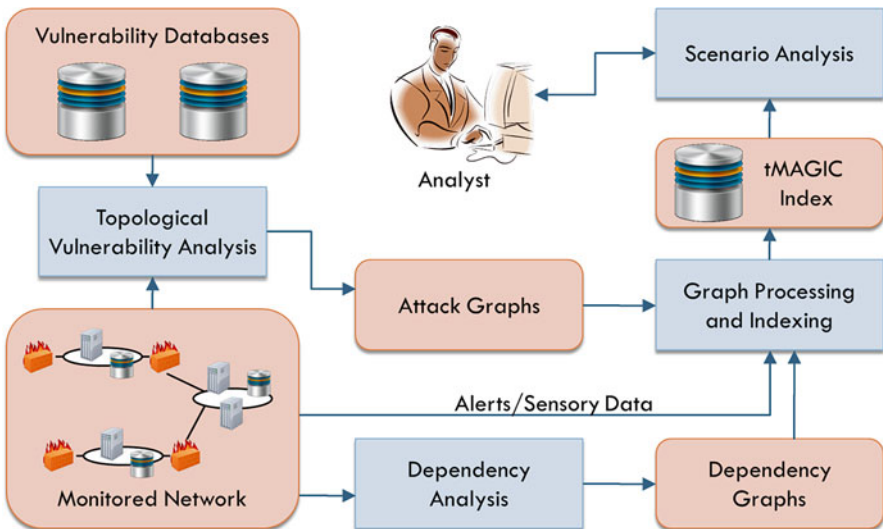 Vulnerability Databases
Scenario Analysis
Analyst
tMAGIC
Index
Topological
Vulnerability Analysis
Attack Graphs
Graph Processing
and Indexing
Alerts/Sensory Data
Monitored Network
Dependency
Analysis
Dependency
Graphs